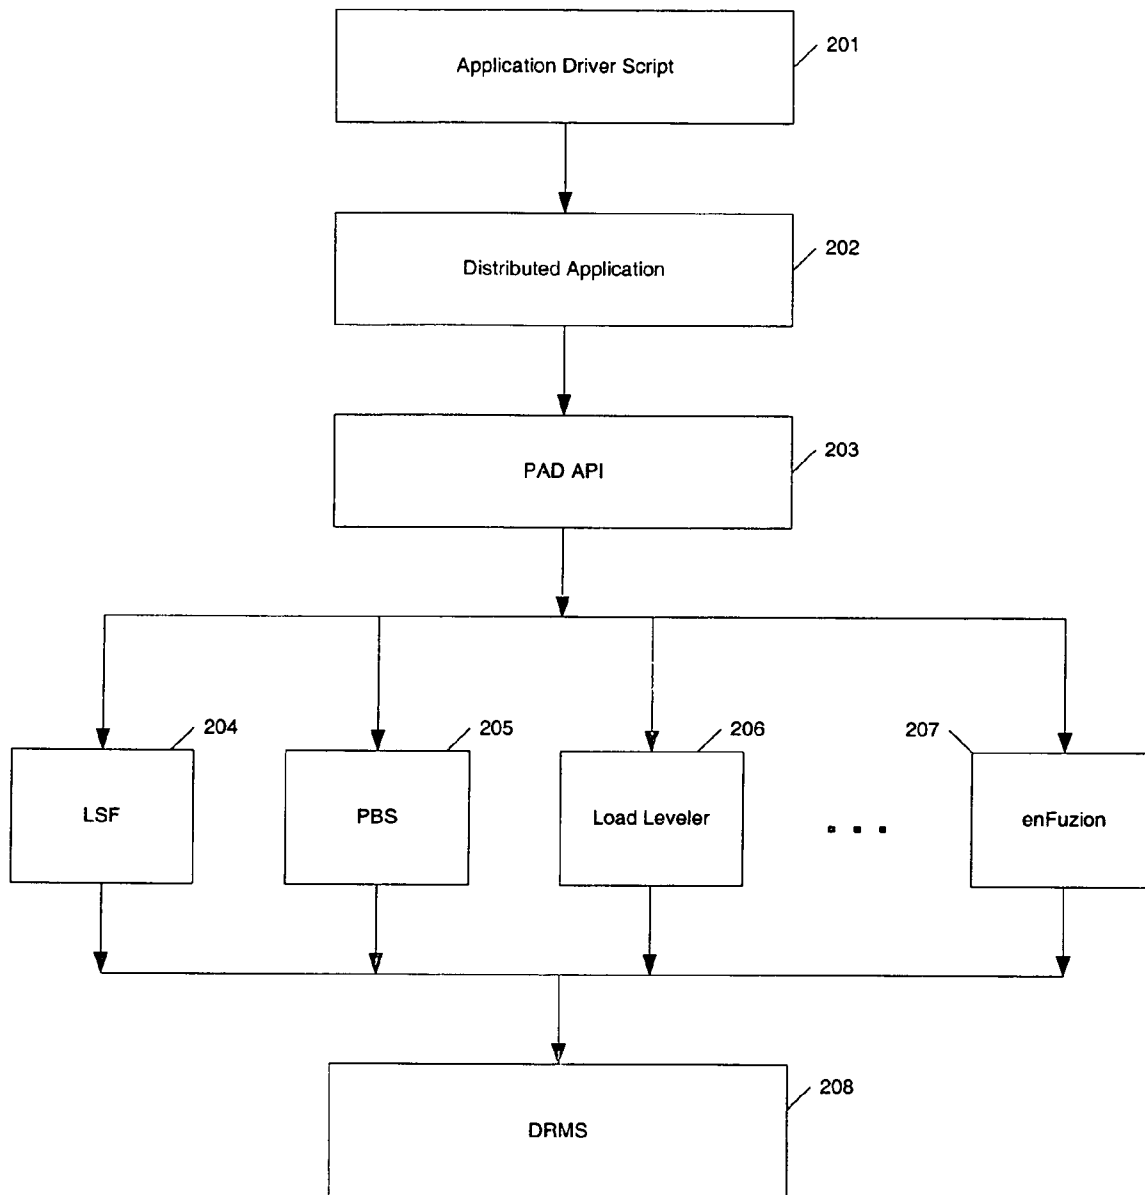 Application Driver Script
201
Distributed Application
202
PAD API
203
204
205
206
207
LSF
PBS
Load Leveler
enFuzion
DRMS
208